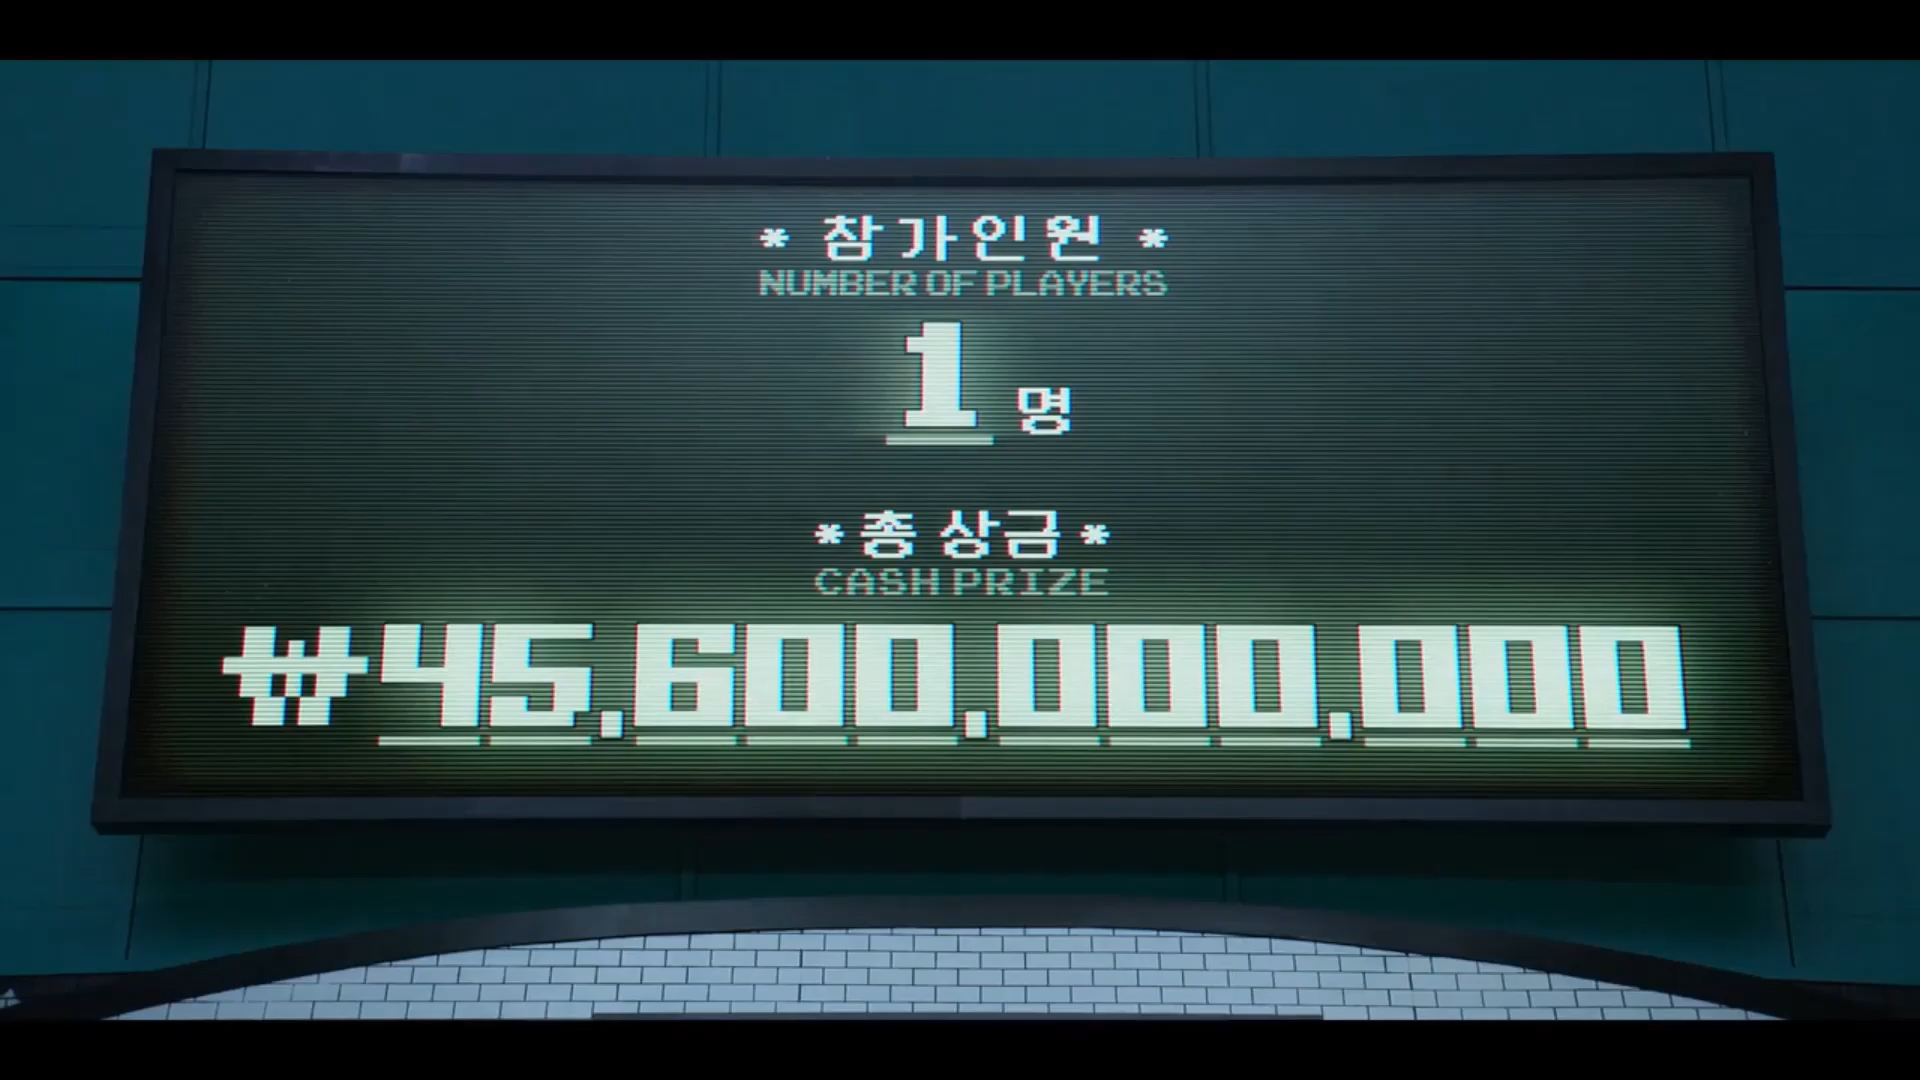 * 참가인원 *
NUMBER OF PLAYERS
1 명
* 총 상금 *
CASH PRIZE
₩45,600,000,000